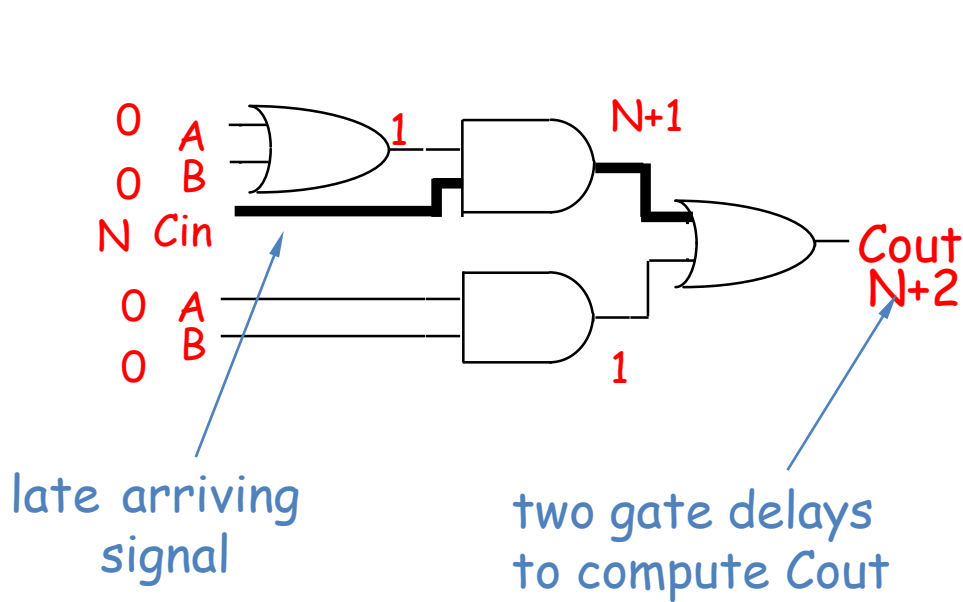 0
A
1
N+1
0
B
N Cin
Cout
N+2
0
A
B
0
1
late arriving
signal
two gate delays
to compute Cout